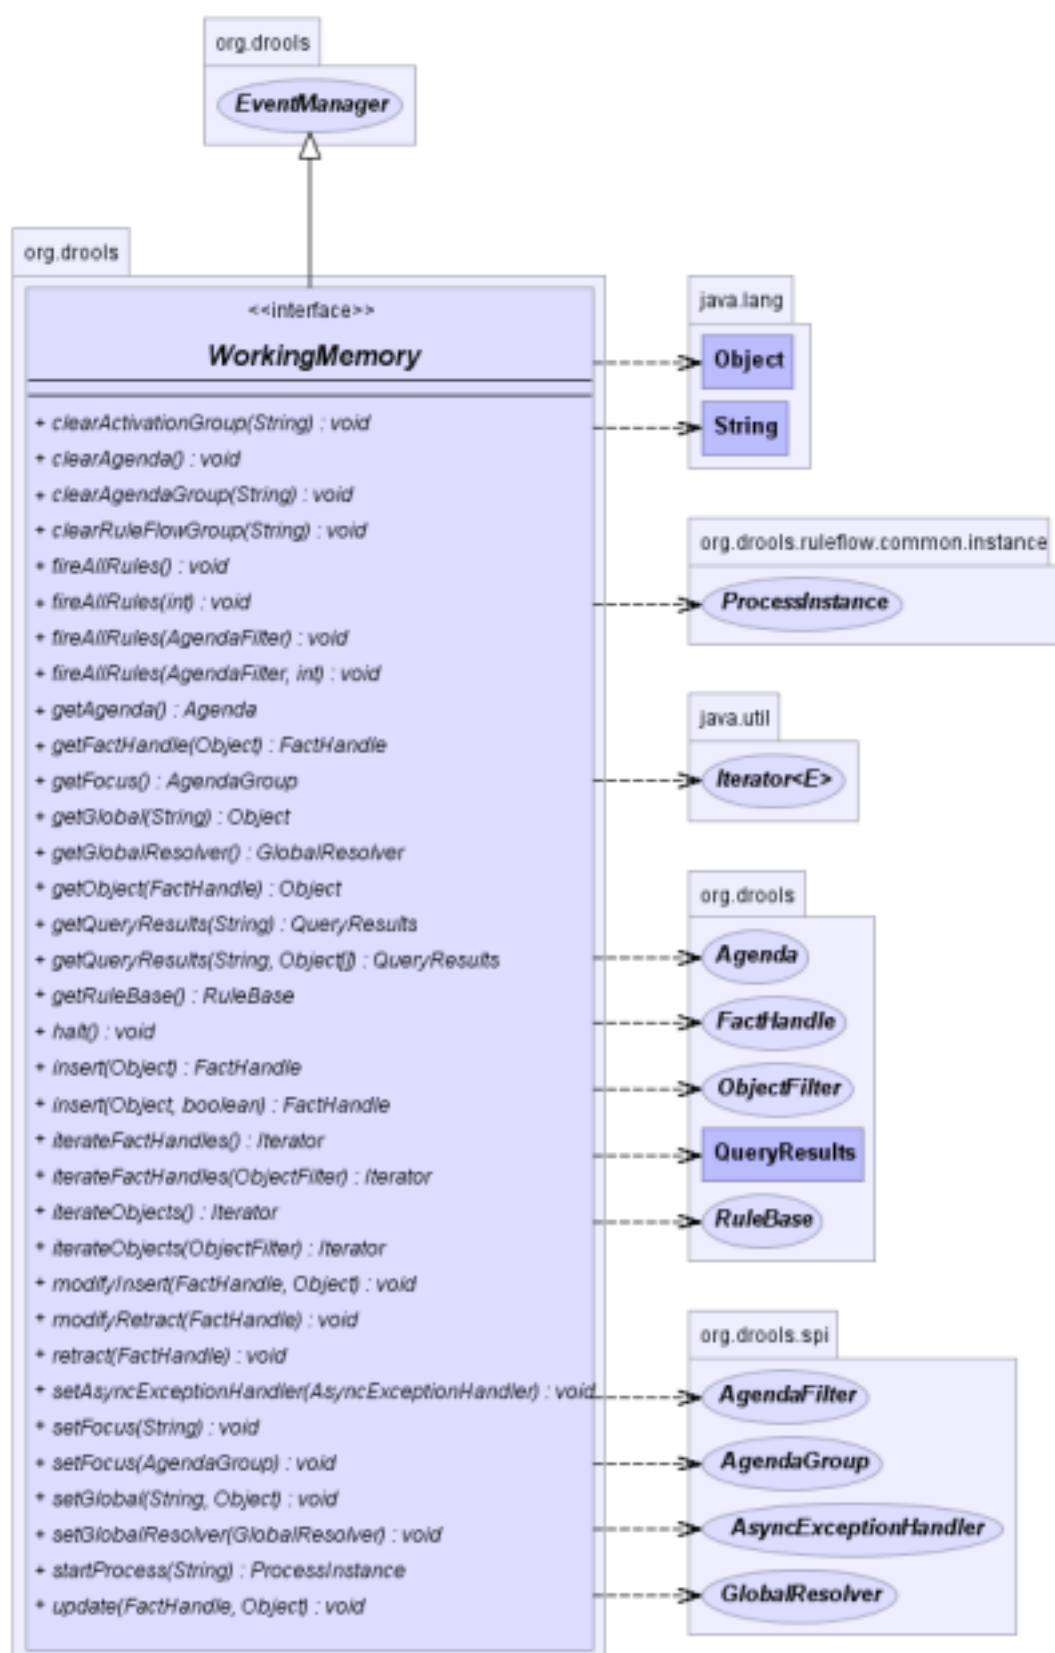 org.drools
EventManager
org.drools
<<interface>>
WorkingMemory
+ clearActivationGroup(String) : void
+ clearAgenda() : void
+ clearAgendaGroup(String) : void
+ clearRuleFlowGroup(String) : void
+ fireAllRules() : void
+ fireAllRules(int) : void
+ fireAllRules(AgendaFilter) : void
+ fireAllRules(AgendaFilter, int) : void
+ getAgenda() : Agenda
+ getFactHandle(Object) : FactHandle
+ getFocus() : AgendaGroup
+ getGlobal(String) : Object
+ getGlobalResolver() : GlobalResolver
+ getObject(FactHandle) : Object
+ getQueryResults(String) : QueryResults
+ getQueryResults(String, Object[]) : QueryResults
+ getRuleBase() : RuleBase
+ halt() : void
+ insert(Object) : FactHandle
+ insert(Object, boolean) : FactHandle
+ iterateFactHandles() : Iterator
+ iterateFactHandles(ObjectFilter) : Iterator
+ iterateObjects() : Iterator
+ iterateObjects(ObjectFilter) : Iterator
+ modifyInsert(FactHandle, Object) : void
+ modifyRetract(FactHandle) : void
+ retract(FactHandle) : void
+ setAsyncExceptionHandler(AsyncExceptionHandler) : void
+ setFocus(String) : void
+ setFocus(AgendaGroup) : void
+ setGlobal(String, Object) : void
+ setGlobalResolver(GlobalResolver) : void
+ startProcess(String) : ProcessInstance
+ update(FactHandle, Object) : void
java.lang
Object
String
org.drools.ruleflow.common.instance
ProcessInstance
java.util
Iterator<E>
org.drools
Agenda
FactHandle
ObjectFilter
QueryResults
RuleBase
org.drools.spi
AgendaFilter
AgendaGroup
AsyncExceptionHandler
GlobalResolver